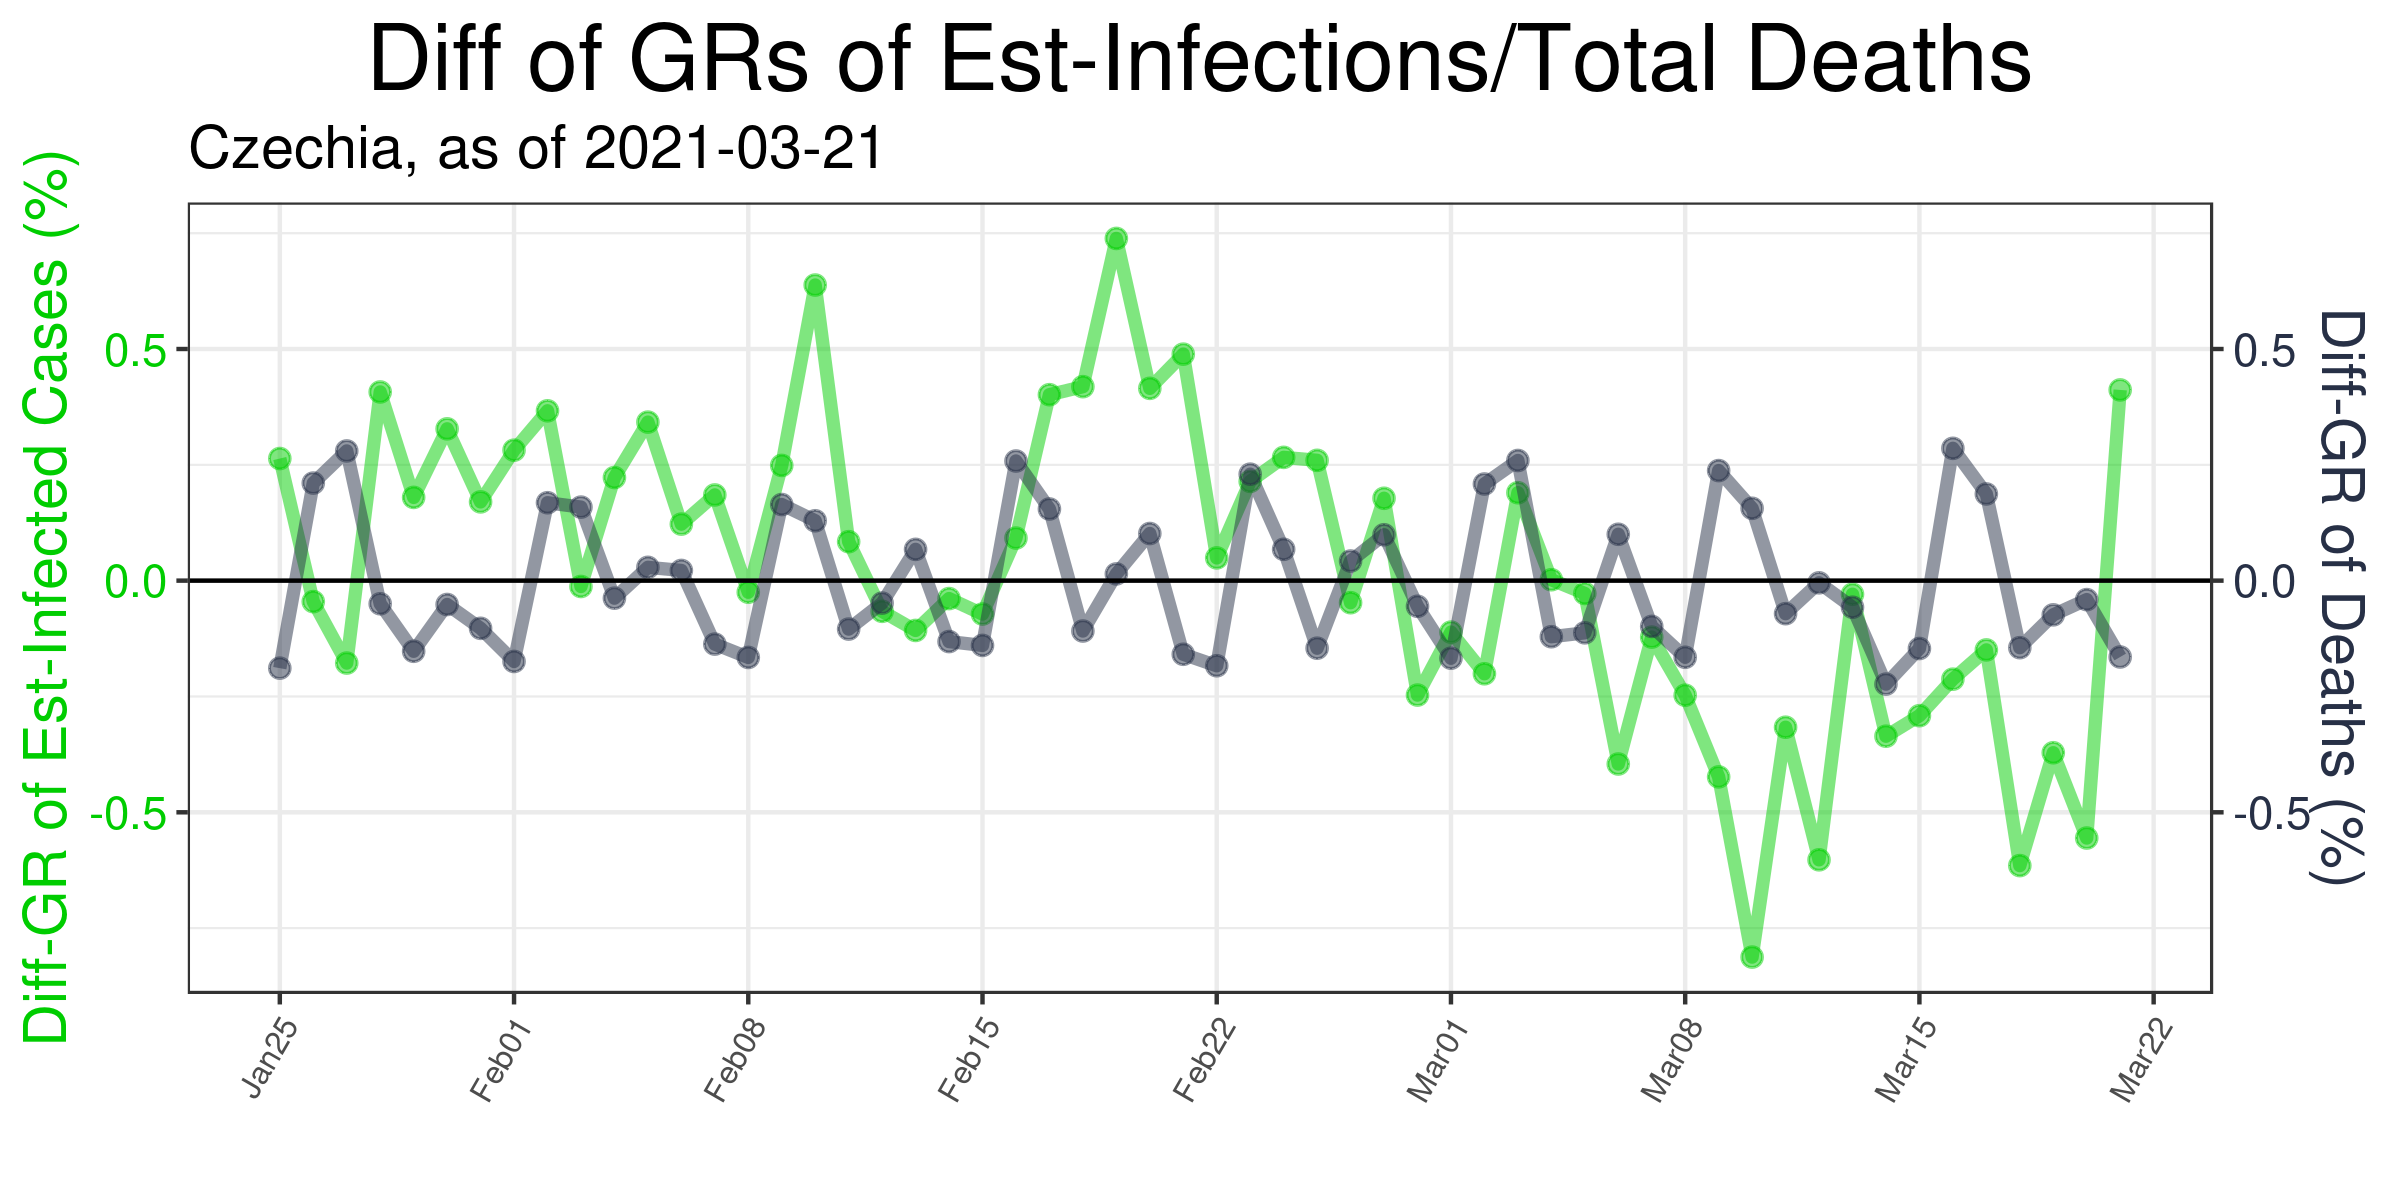 Diff of GRs of Est-Infections/Total Deaths
Czechia, as of 2021-03-21
Diff-GR of Est-Infected Cases (%)
0.5
0.0
-0.5
0.5
0.0
-0.5
Diff-GR of Deaths (%)
Jan25
Feb01
Feb08
Feb15
Feb22
Mar01
Mar08
Mar15
Mar22